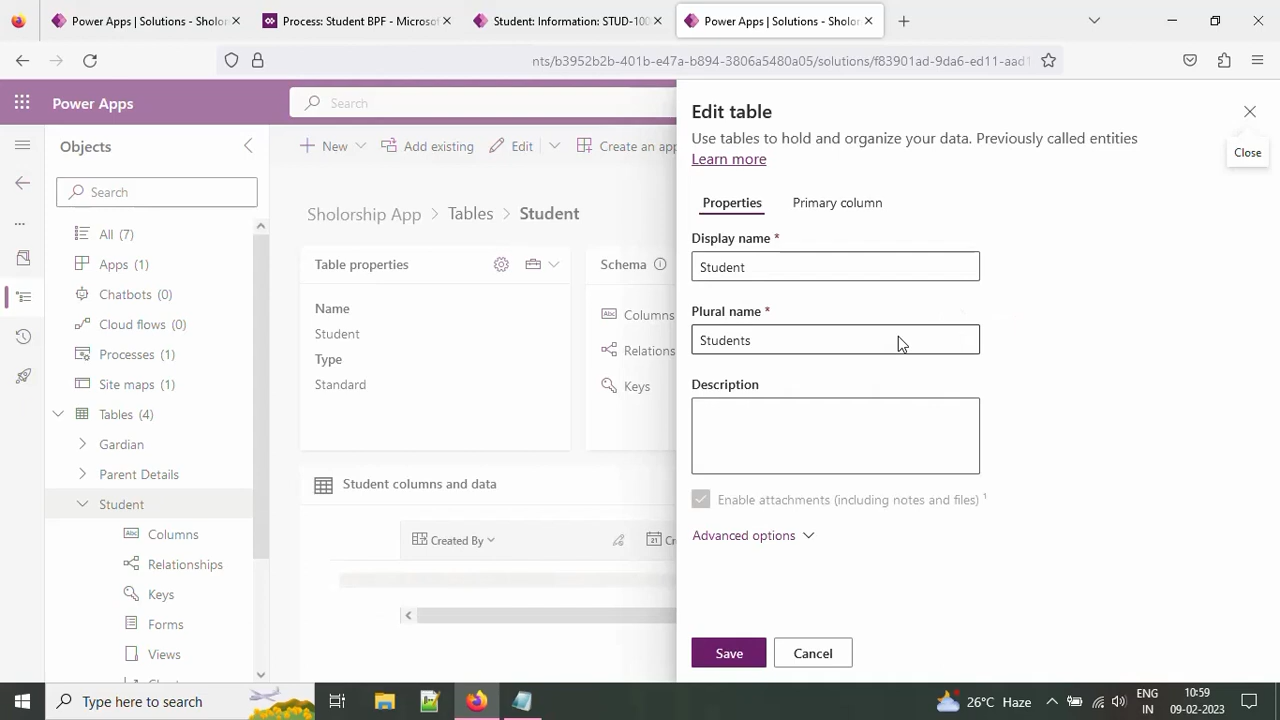 Power Apps | Solutions - Sholor
Process: Student BPF - Microsof
Student: Information: STUD-100
Power Apps | Solutions - Sholor
nts/b3952b2b-401b-e47a-b894-3806a5480a05/solutions/f83901ad-9da6-ed11-aad1
Power Apps
Search
Objects
Search
All (7)
Apps (1)
Chatbots (0)
Cloud flows (0)
Processes (1)
Site maps (1)
Tables (4)
Gardian
Parent Details
Student
Columns
Relationships
Keys
Forms
Views
New
Add existing
Edit
Create an app
Sholorship App > Tables > Student
Table properties
Name
Student
Type
Standard
Schema
Columns
Relations
Keys
Student columns and data
Created By
Edit table
Use tables to hold and organize your data. Previously called entities
Learn more
Close
Properties
Primary column
Display name *
Student
Plural name *
Students
Description
Enable attachments (including notes and files) ¹
Advanced options
Save
Cancel
Type here to search
26°C Haze
ENG
IN
10:59
09-02-2023